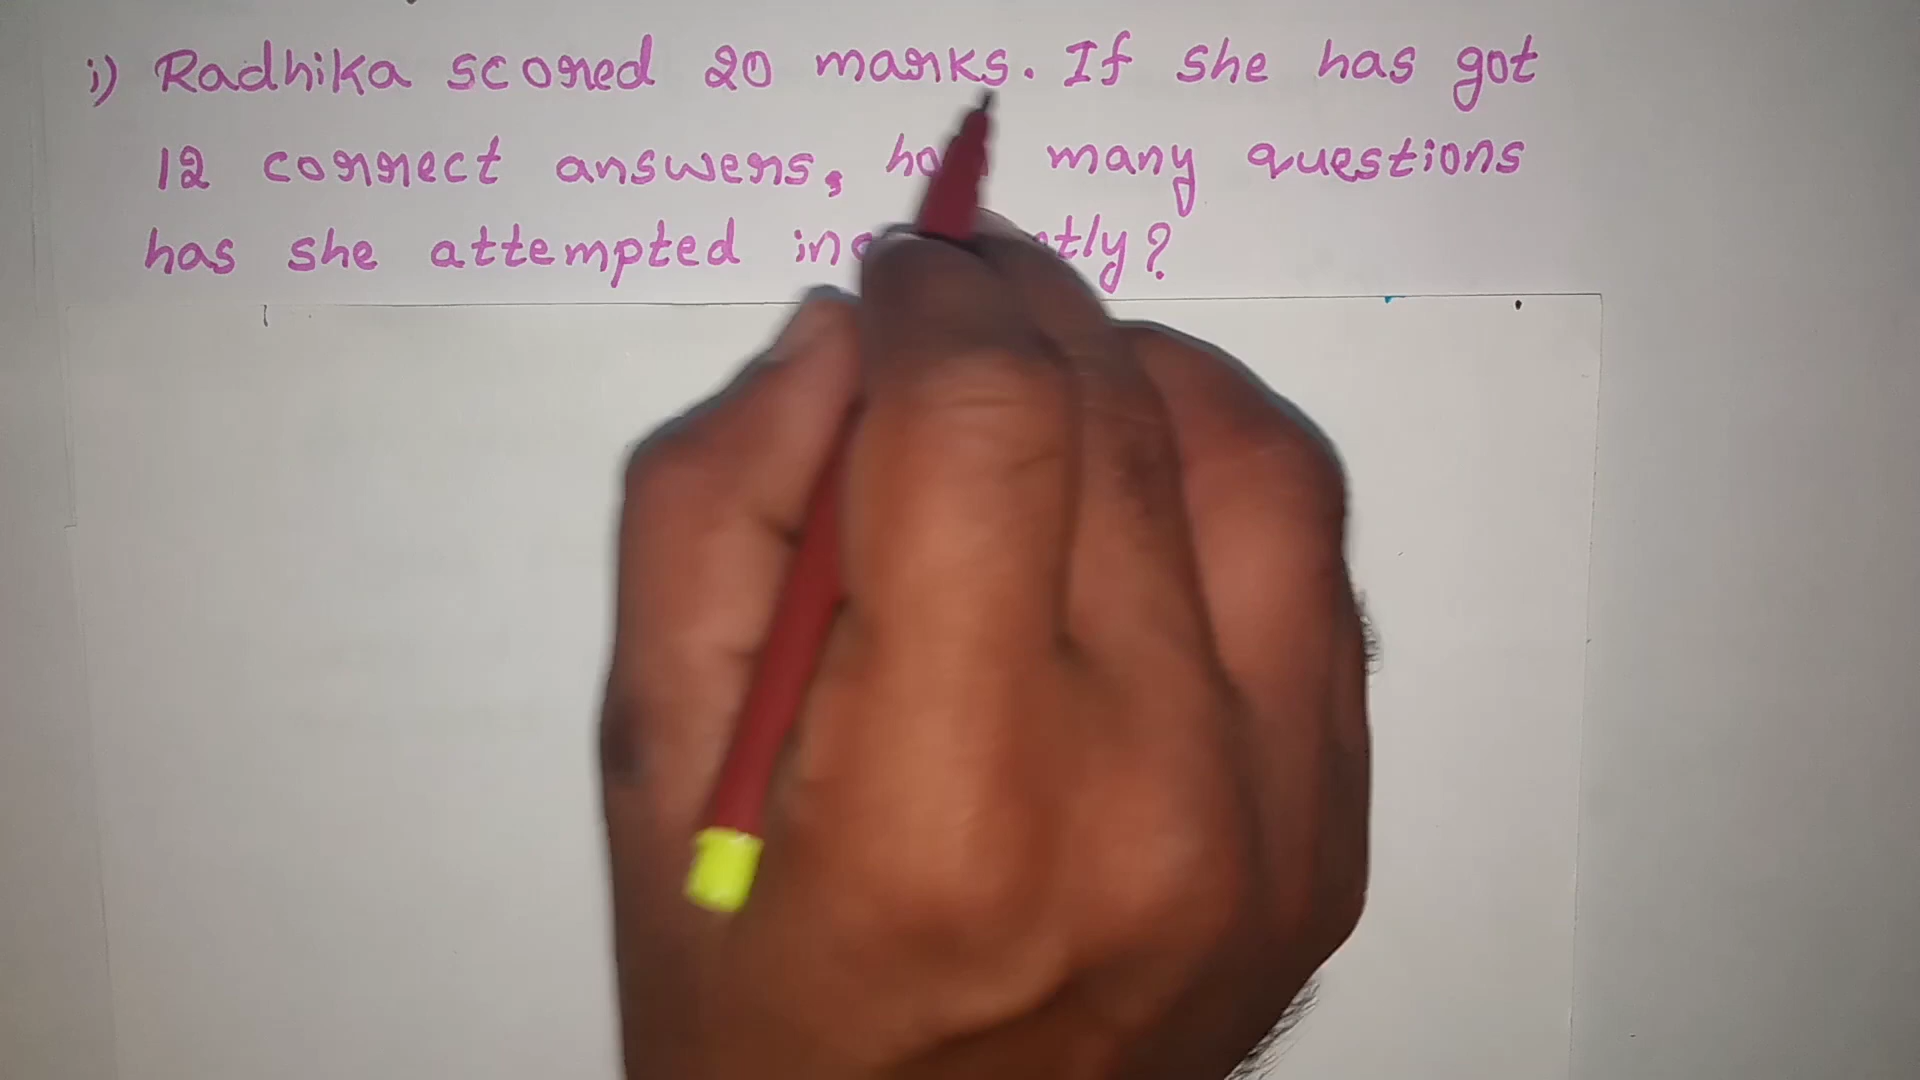 i) Radhika scored 20 marks. If she has got
12 correct answers, many questions
has she attempted ?